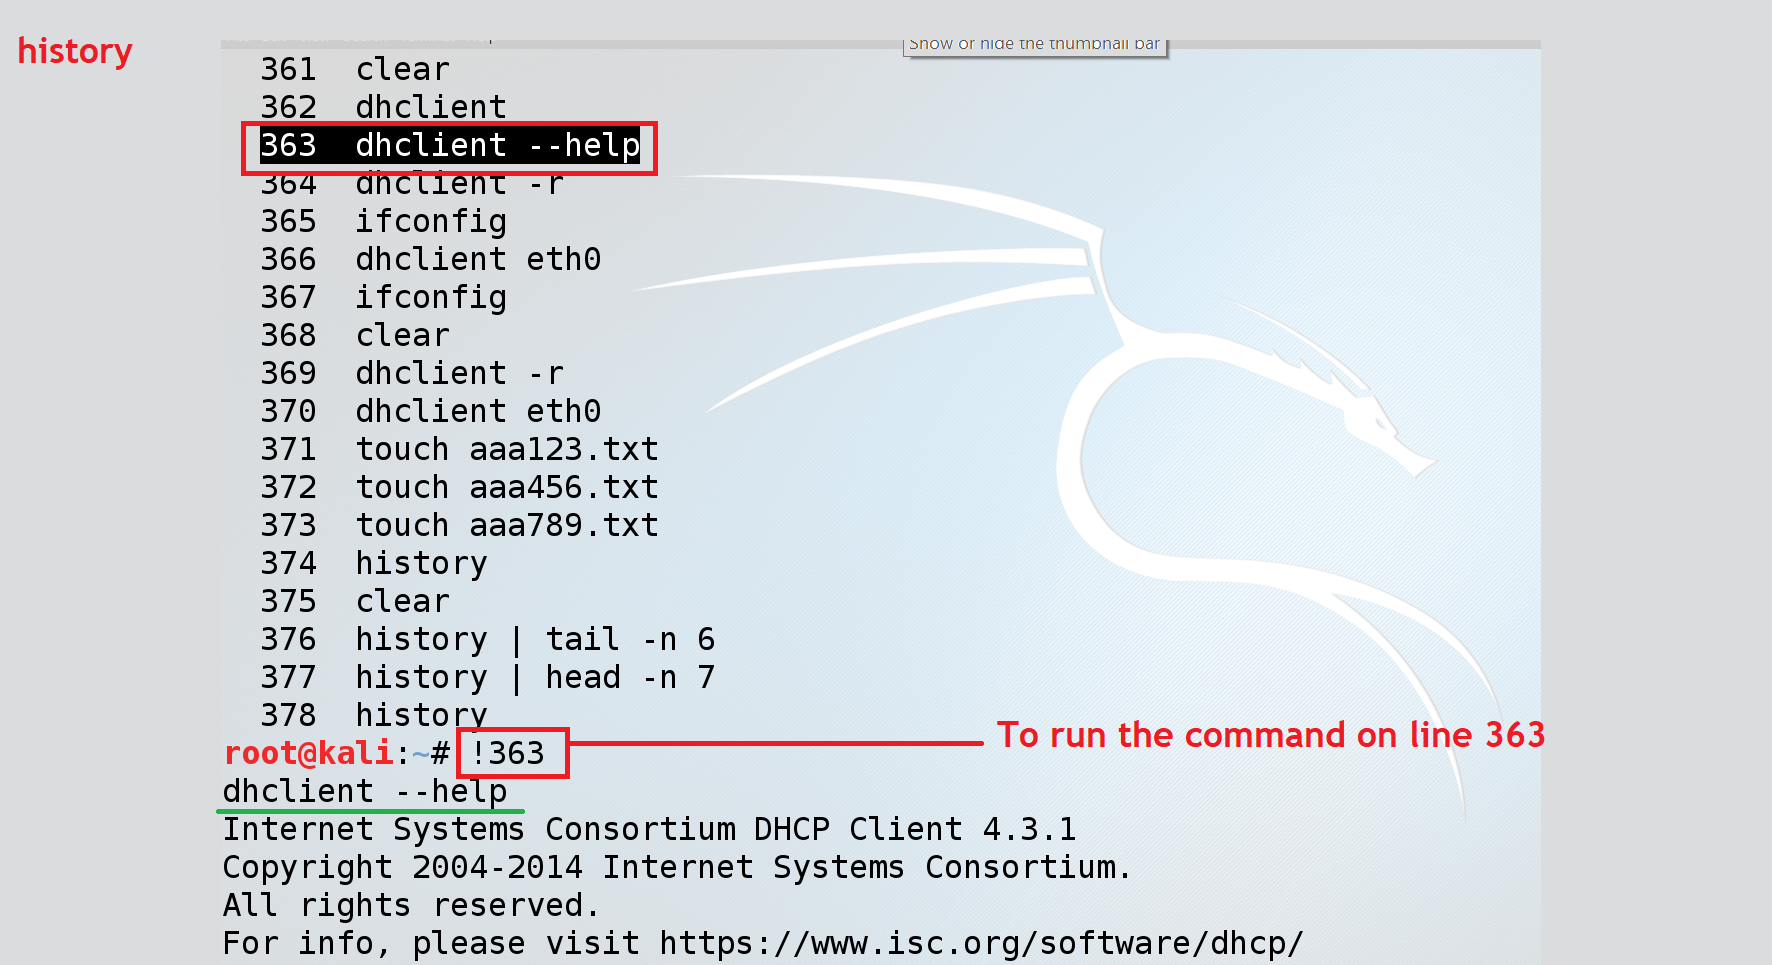 history
Show or hide the thumbnail bar
361  clear
362  dhclient
363  dhclient --help
364  dhclient -r
365  ifconfig
366  dhclient eth0
367  ifconfig
368  clear
369  dhclient -r
370  dhclient eth0
371  touch aaa123.txt
372  touch aaa456.txt
373  touch aaa789.txt
374  history
375  clear
376  history | tail -n 6
377  history | head -n 7
378  history
root@kali:~# !363
To run the command on line 363
dhclient --help
Internet Systems Consortium DHCP Client 4.3.1
Copyright 2004-2014 Internet Systems Consortium.
All rights reserved.
For info, please visit https://www.isc.org/software/dhcp/